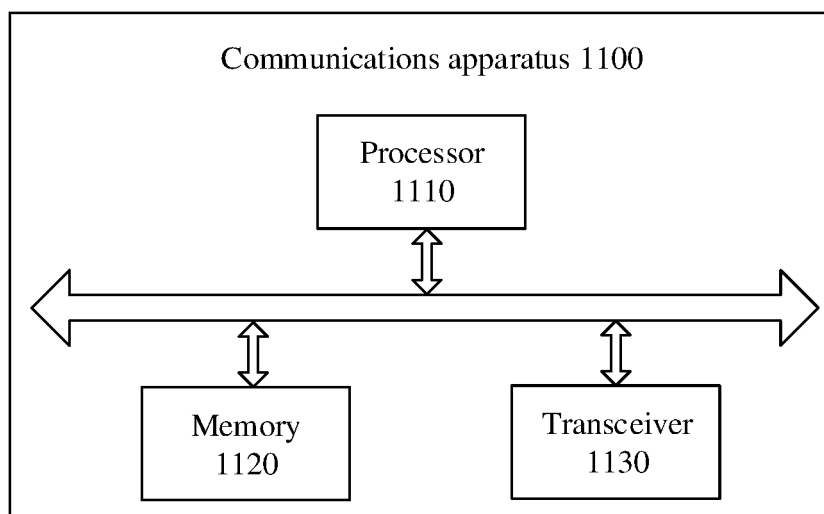 Communications apparatus 1100
Processor
1110
Memory
1120
Transceiver
1130